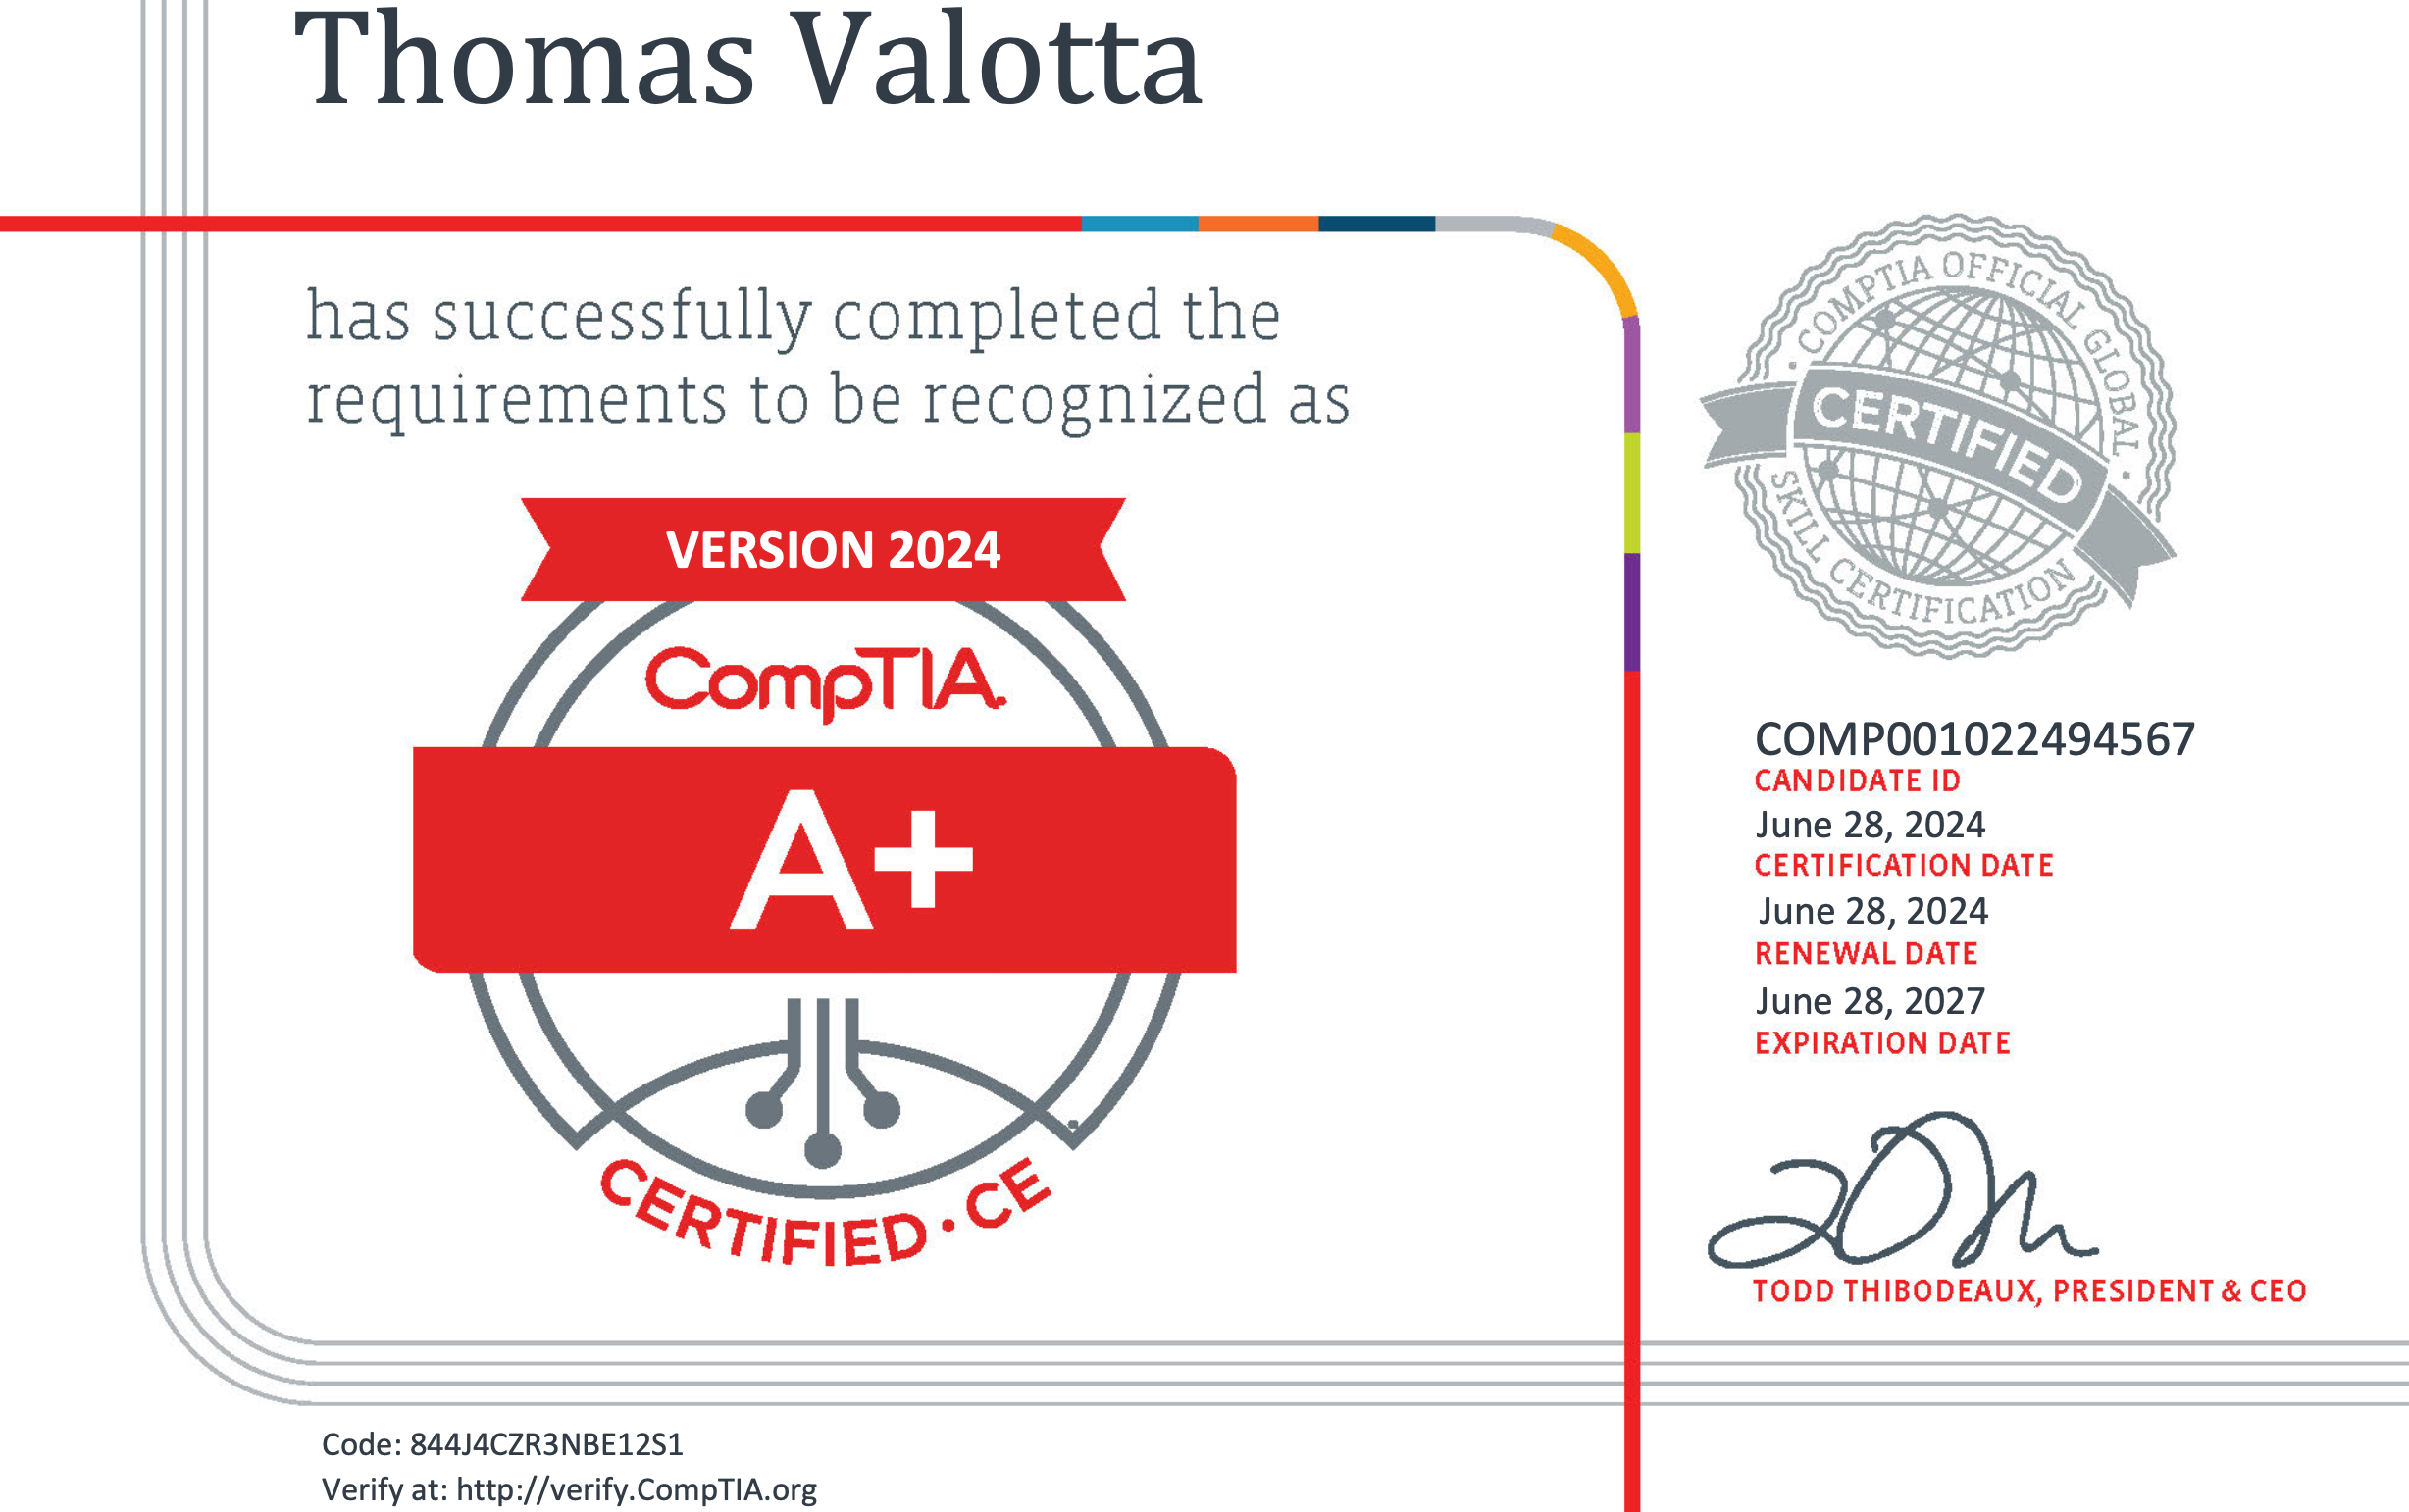 Thomas Valotta
has successfully completed the
requirements to be recognized as
VERSION 2024
CompTIA.
A+
CERTIFIED . CE
· COMPTIA OFFICIAL GLOBAL ·
CERTIFIED
SKILL CERTIFICATION
COMP001022494567
CANDIDATE ID
June 28, 2024
CERTIFICATION DATE
June 28, 2024
RENEWAL DATE
June 28, 2027
EXPIRATION DATE
TODD THIBODEAUX, PRESIDENT & CEO
Code: 844J4CZR3NBE12S1
Verify at: http://verify.CompTIA.org